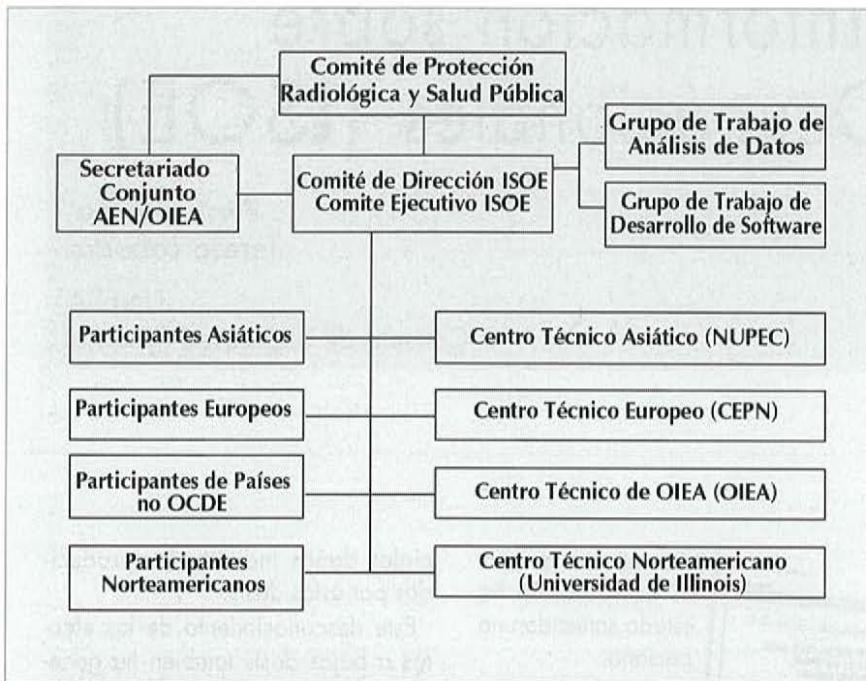 Comité de Protección
Radiológica y Salud Pública
Secretariado
Conjunto
AEN/OIEA
Comité de Dirección ISOE
Comite Ejecutivo ISOE
Grupo de Trabajo de
Análisis de Datos
Grupo de Trabajo de
Desarrollo de Software
Participantes Asiáticos
Centro Técnico Asiático (NUPEC)
Participantes Europeos
Centro Técnico Europeo (CEPN)
Participantes de Países
no OCDE
Centro Técnico de OIEA (OIEA)
Participantes
Norteamericanos
Centro Técnico Norteamericano
(Universidad de Illinois)